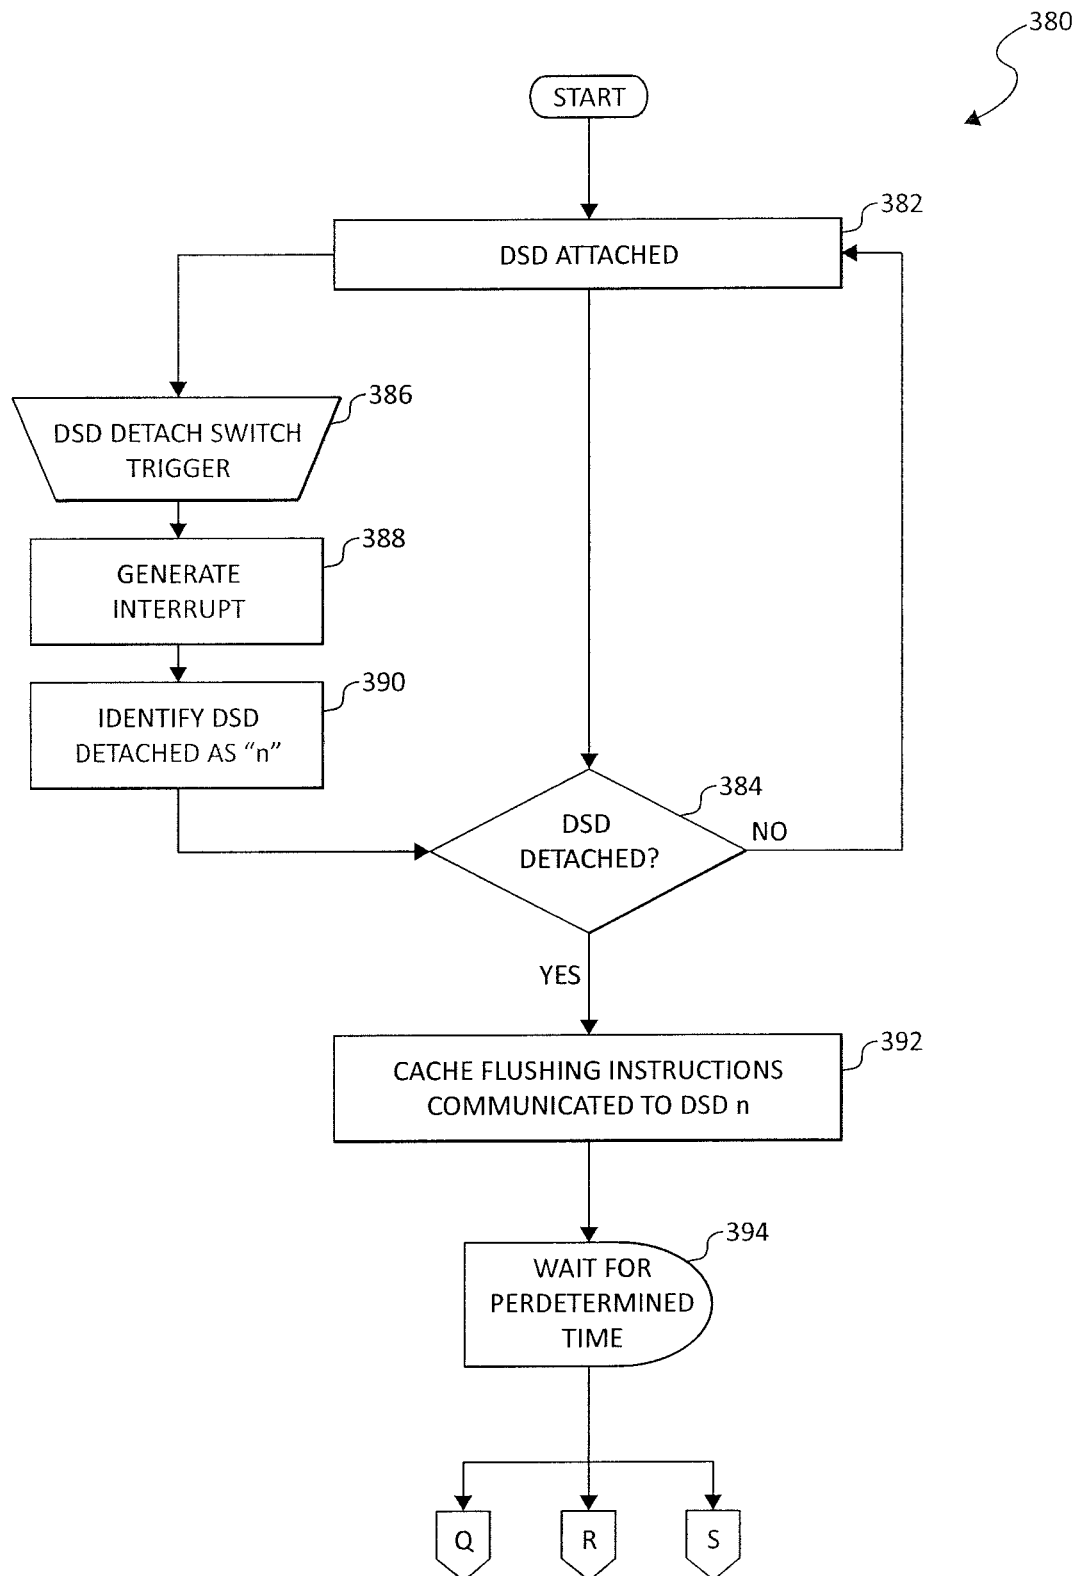 380
START
382
DSD ATTACHED
386
DSD DETACH SWITCH
TRIGGER
388
GENERATE
INTERRUPT
390
IDENTIFY DSD
DETACHED AS “n”
384
DSD
DETACHED?
NO
YES
392
CACHE FLUSHING INSTRUCTIONS
COMMUNICATED TO DSD n
394
WAIT FOR
PERDETERMINED
TIME
Q
R
S